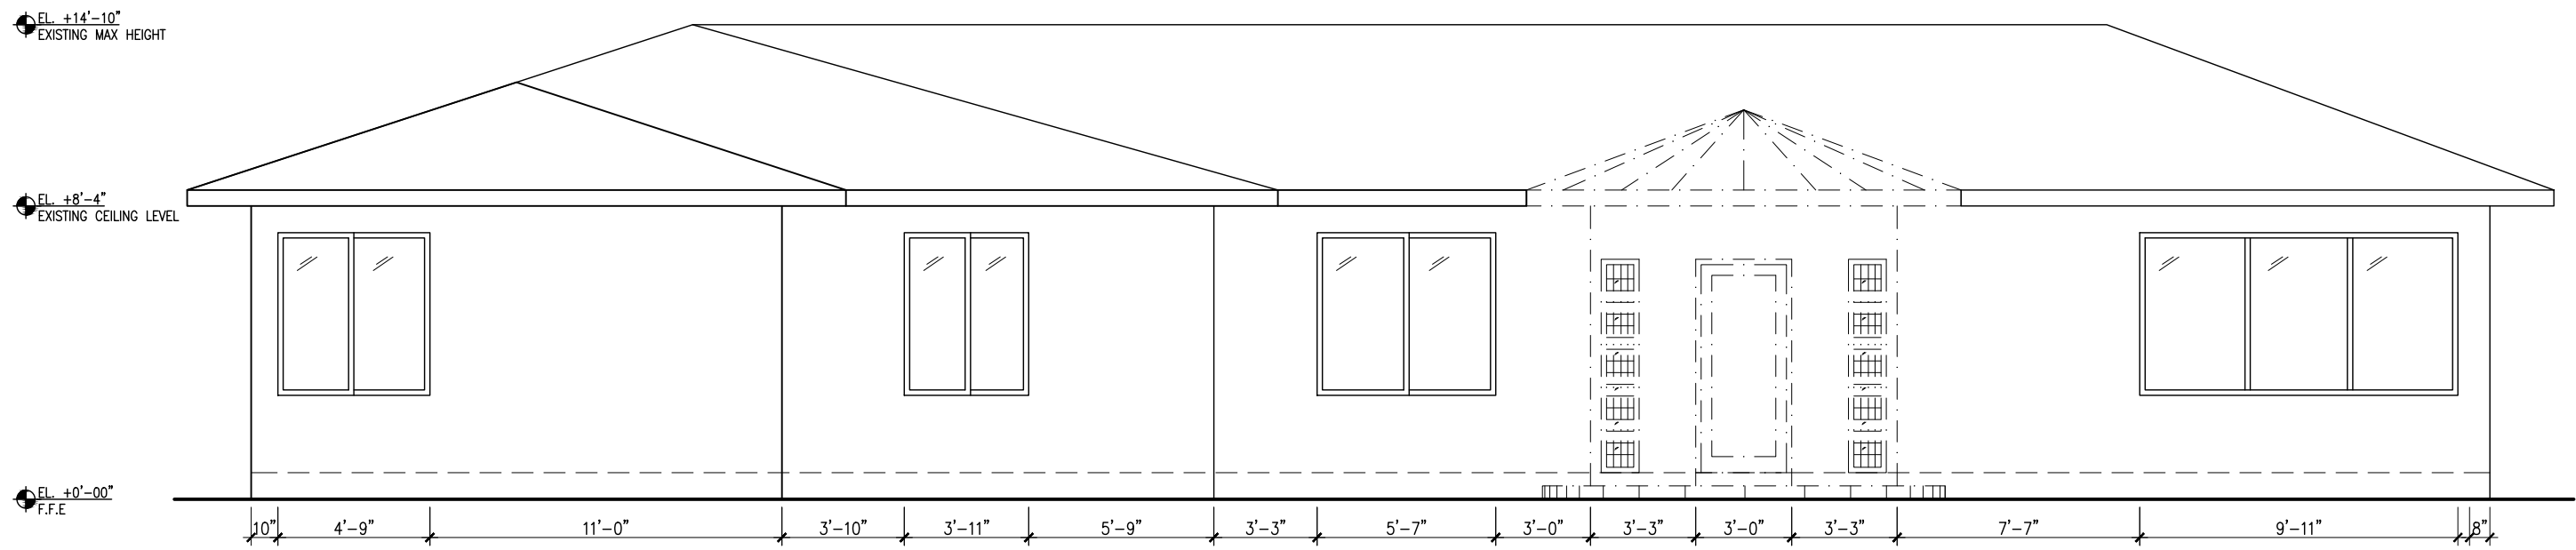 EL. +14'-10"
EXISTING MAX HEIGHT
EL. +8'-4"
EXISTING CEILING LEVEL
EL. +0'-00"
F.F.E
10" 4'-9" 11'-0" 3'-10" 3'-11" 5'-9" 3'-3" 5'-7" 3'-0" 3'-3" 3'-0" 3'-3" 7'-7" 9'-11" 8"